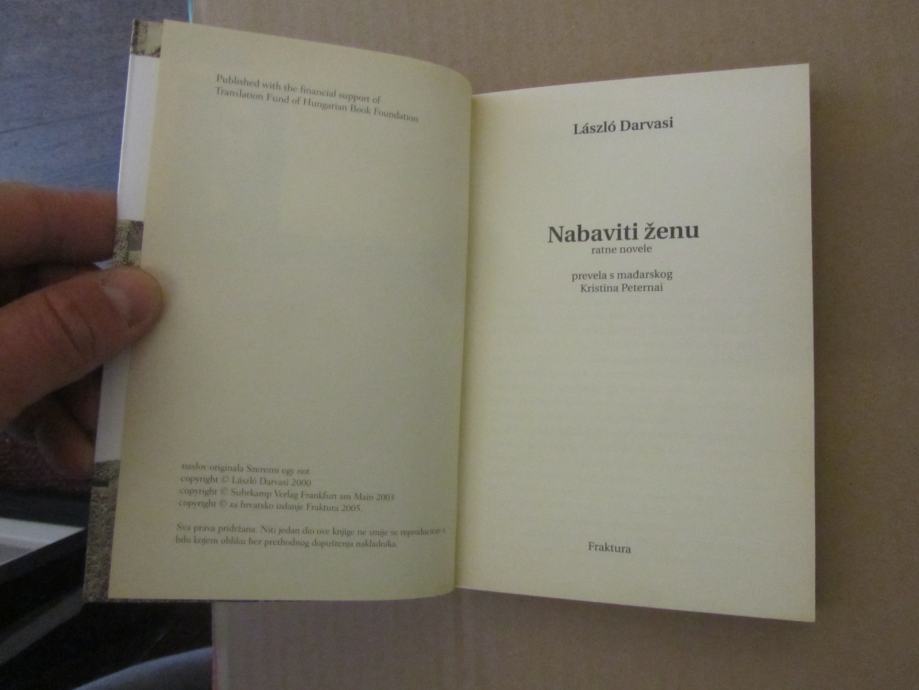 Published with the financial support of
Translation Fund of Hungarian Book Foundation
naslov originala Szerezni egy nőt
copyright © László Darvasi 2000
copyright © Suhrkamp Verlag Frankfurt am Main 2003
copyright © za hrvatsko izdanje Fraktura 2005.
Sva prava pridržana. Niti jedan dio ove knjige ne smije se reproducirati u
bilo kojem obliku bez prethodnog dopuštenja nakladnika.
László Darvasi
Nabaviti ženu
ratne novele
prevela s mađarskog
Kristina Peternai
Fraktura